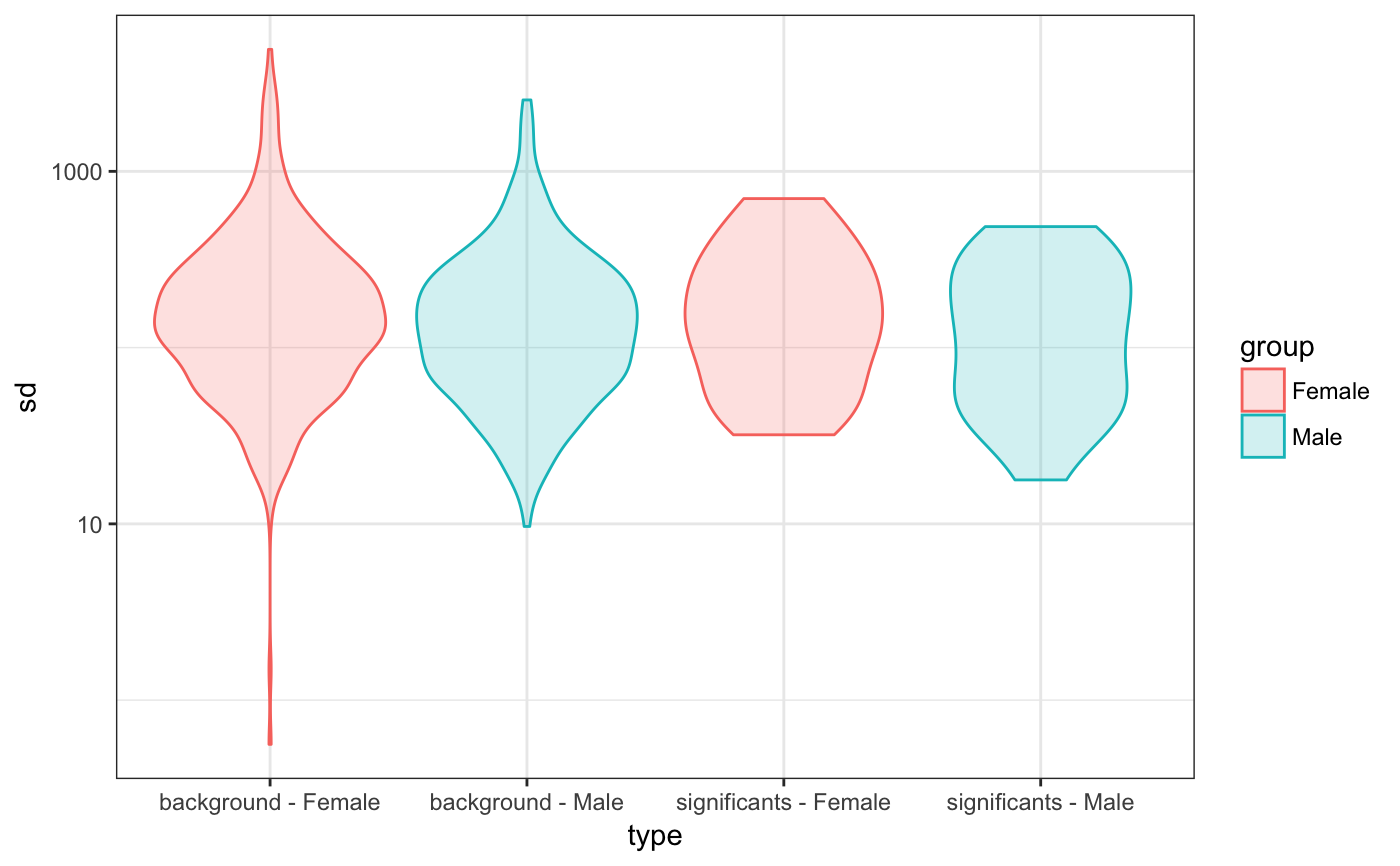 1000
10
sd
background - Female
background - Male
significants - Female
significants - Male
type
group
Female
Male